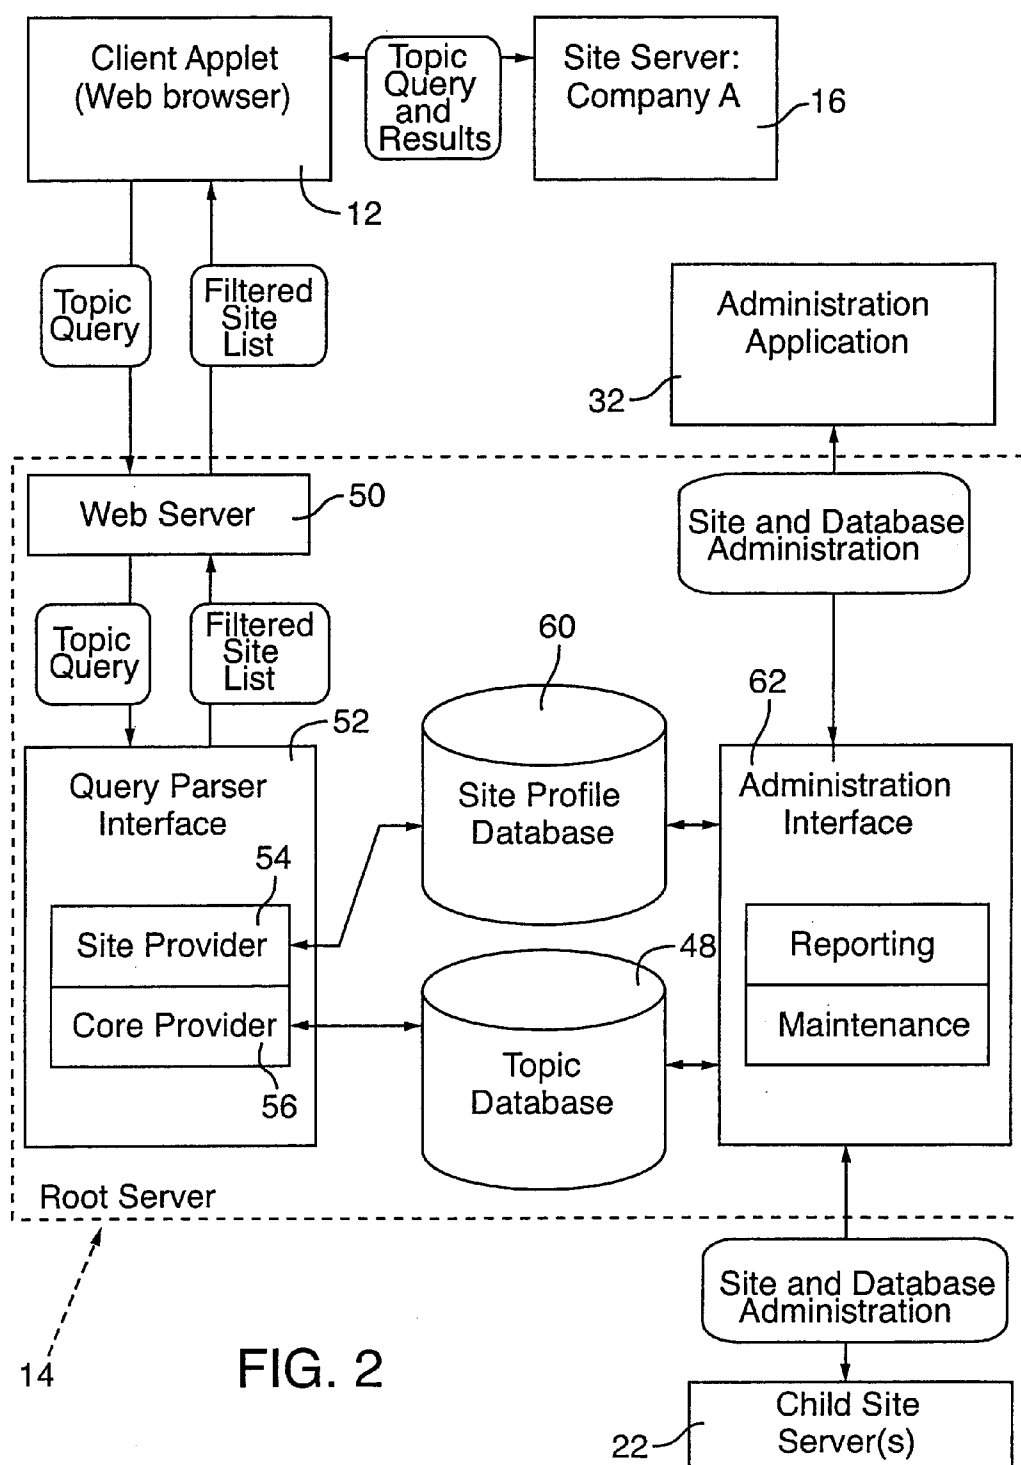 Client Applet
(Web browser)
Topic
Query
and
Results
Site Server:
Company A
16
12
Topic
Query
Filtered
Site
List
Administration
Application
32
Web Server
50
Site and Database
Administration
Topic
Query
Filtered
Site
List
52
60
62
Query Parser
Interface
54
Site Provider
Core Provider
56
Site Profile
Database
48
Topic
Database
Administration
Interface
Reporting
Maintenance
Root Server
14
FIG. 2
Site and Database
Administration
Child Site
Server(s)
22